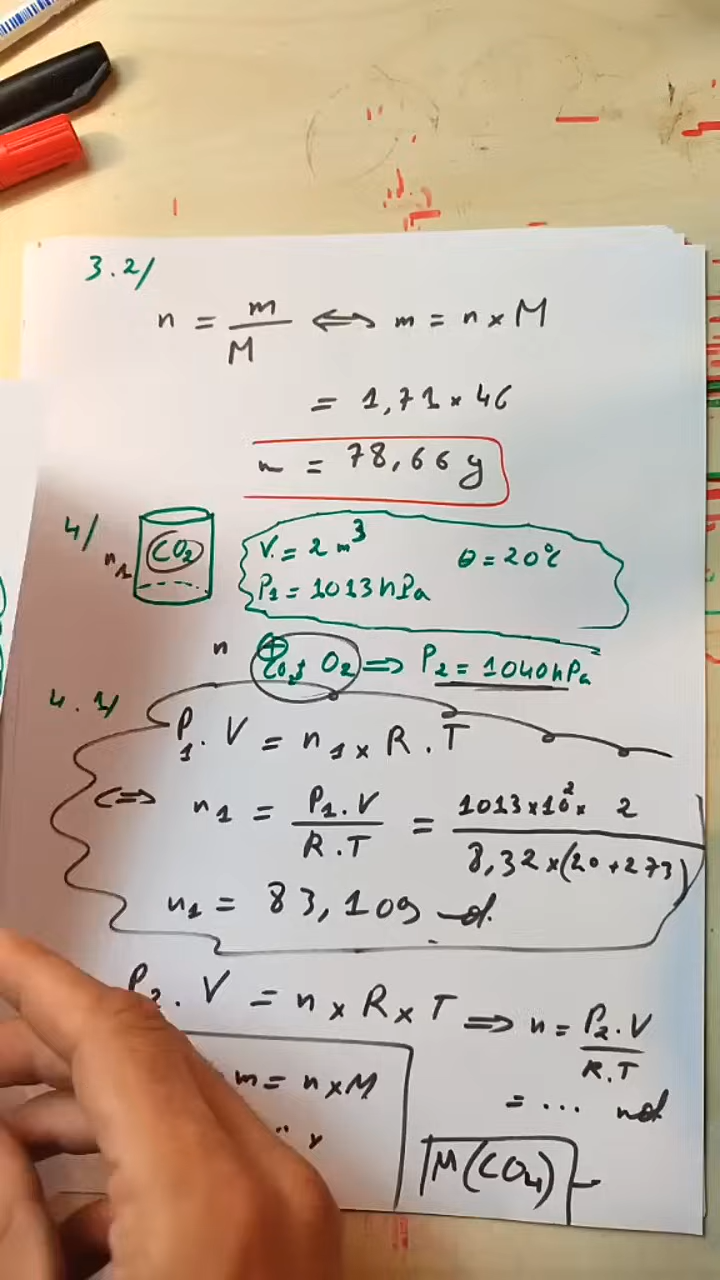 3.2/
n = m/M ⟺ m = n × M
= 1,71 × 46
m = 78,66 g
4/ n₁ CO₂ V = 2 m³ θ = 20°C
P₁ = 1013 hPa
n CO₂ + O₂ ⟹ P₂ = 1040 hPa
4.1/
P₁ . V = n₁ × R . T
⟺ n₁ = P₁ . V / R . T = 1013 × 10² × 2 / 8,32 × (20 + 273)
n₁ = 83,109 mol.
P₂ . V = n × R × T ⟹ n = P₂ . V / R . T
= ... mol
m = n × M
M(CO₂)